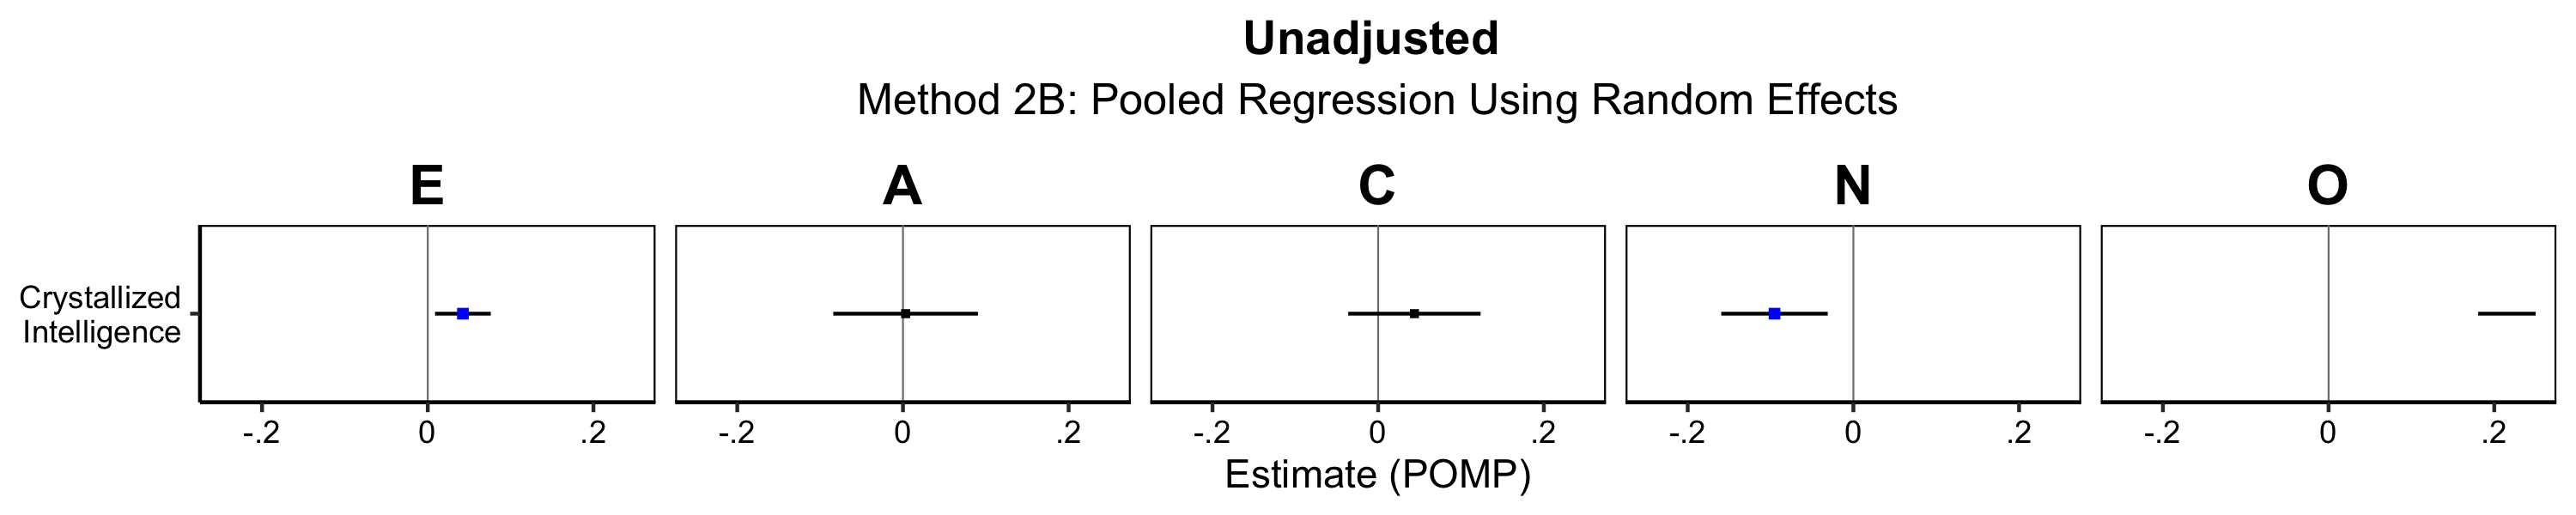 Unadjusted
Method 2B: Pooled Regression Using Random Effects
E A C N O
Crystallized
Intelligence
-.2 0 .2 -.2 0 .2 -.2 0 .2 -.2 0 .2 -.2 0 .2
Estimate (POMP)